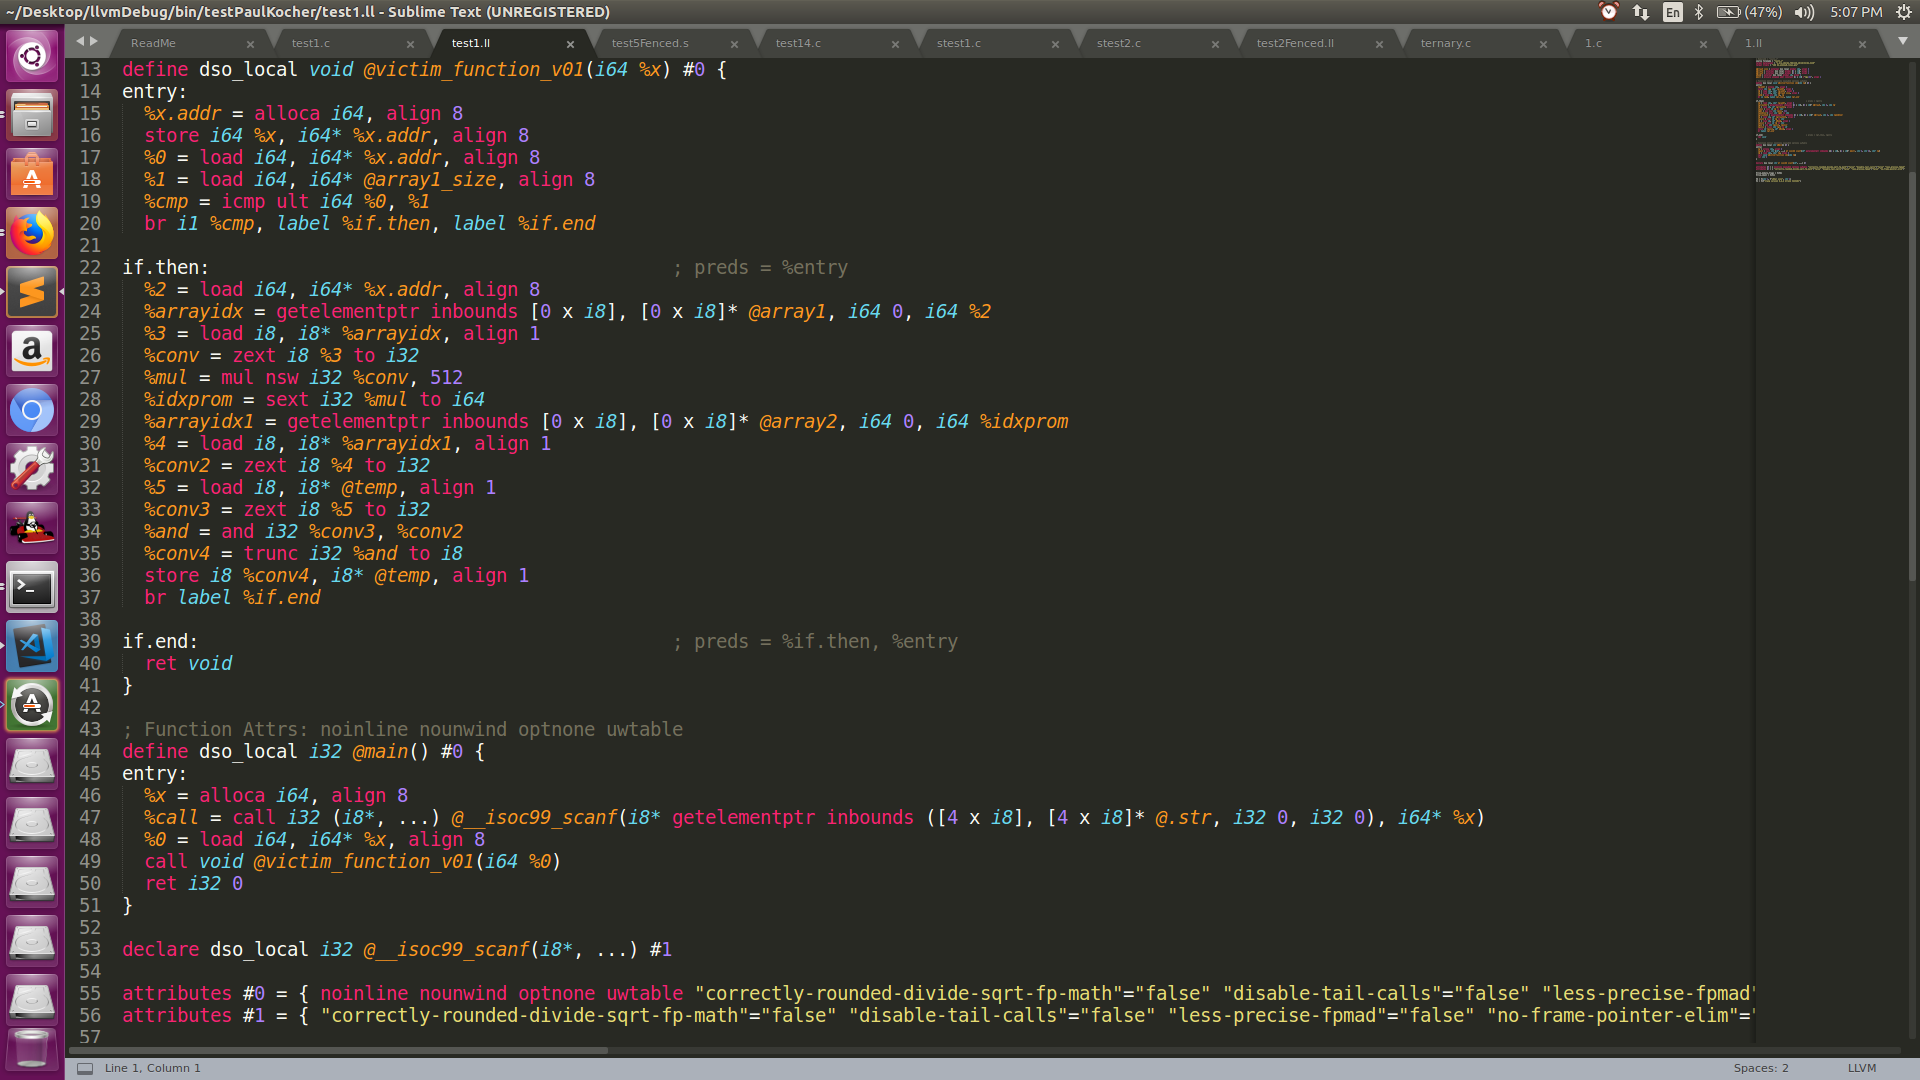 ~/Desktop/llvmDebug/bin/testPaulKocher/test1.ll - Sublime Text (UNREGISTERED)
En (47%) 5:07 PM
ReadMe × test1.c × test1.ll × test5Fenced.s × test14.c × stest1.c × stest2.c × test2Fenced.ll × ternary.c × 1.c × 1.ll ×
13 define dso_local void @victim_function_v01(i64 %x) #0 {
14 entry:
15   %x.addr = alloca i64, align 8
16   store i64 %x, i64* %x.addr, align 8
17   %0 = load i64, i64* %x.addr, align 8
18   %1 = load i64, i64* @array1_size, align 8
19   %cmp = icmp ult i64 %0, %1
20   br i1 %cmp, label %if.then, label %if.end
21
22 if.then:                                          ; preds = %entry
23   %2 = load i64, i64* %x.addr, align 8
24   %arrayidx = getelementptr inbounds [0 x i8], [0 x i8]* @array1, i64 0, i64 %2
25   %3 = load i8, i8* %arrayidx, align 1
26   %conv = zext i8 %3 to i32
27   %mul = mul nsw i32 %conv, 512
28   %idxprom = sext i32 %mul to i64
29   %arrayidx1 = getelementptr inbounds [0 x i8], [0 x i8]* @array2, i64 0, i64 %idxprom
30   %4 = load i8, i8* %arrayidx1, align 1
31   %conv2 = zext i8 %4 to i32
32   %5 = load i8, i8* @temp, align 1
33   %conv3 = zext i8 %5 to i32
34   %and = and i32 %conv3, %conv2
35   %conv4 = trunc i32 %and to i8
36   store i8 %conv4, i8* @temp, align 1
37   br label %if.end
38
39 if.end:                                           ; preds = %if.then, %entry
40   ret void
41 }
42
43 ; Function Attrs: noinline nounwind optnone uwtable
44 define dso_local i32 @main() #0 {
45 entry:
46   %x = alloca i64, align 8
47   %call = call i32 (i8*, ...) @__isoc99_scanf(i8* getelementptr inbounds ([4 x i8], [4 x i8]* @.str, i32 0, i32 0), i64* %x)
48   %0 = load i64, i64* %x, align 8
49   call void @victim_function_v01(i64 %0)
50   ret i32 0
51 }
52
53 declare dso_local i32 @__isoc99_scanf(i8*, ...) #1
54
55 attributes #0 = { noinline nounwind optnone uwtable "correctly-rounded-divide-sqrt-fp-math"="false" "disable-tail-calls"="false" "less-precise-fpmad"
56 attributes #1 = { "correctly-rounded-divide-sqrt-fp-math"="false" "disable-tail-calls"="false" "less-precise-fpmad"="false" "no-frame-pointer-elim"=
57
Line 1, Column 1 Spaces: 2 LLVM